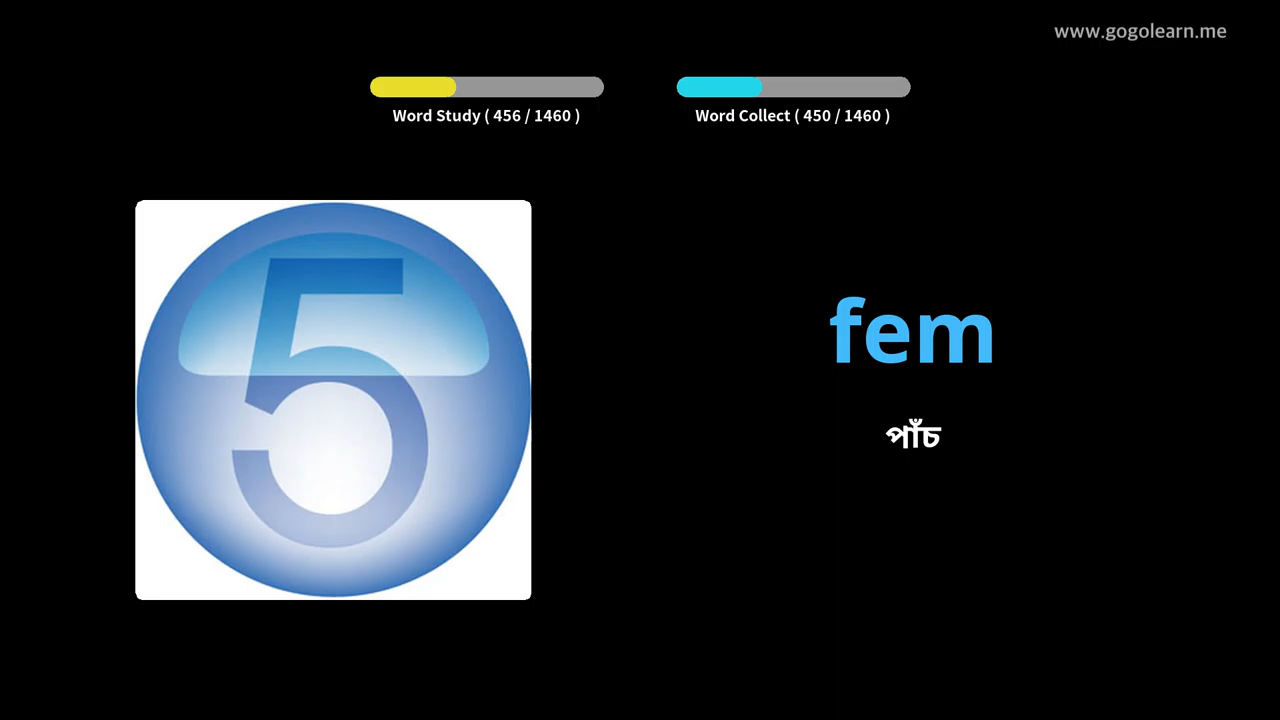 www.gogolearn.me
Word Study ( 456 / 1460 )
Word Collect ( 450 / 1460 )
5
fem
পাঁচ